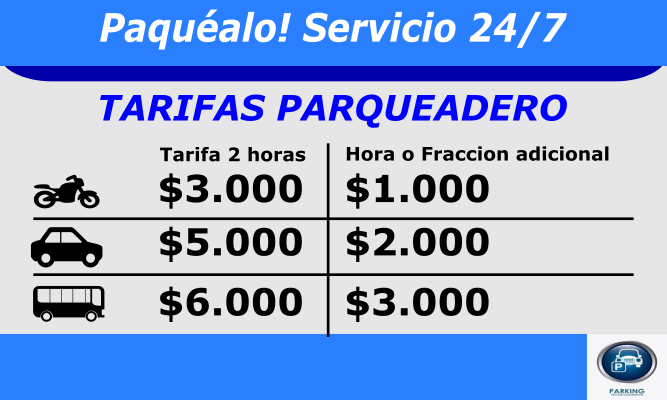 Paquéalo! Servicio 24/7
TARIFAS PARQUEADERO
Tarifa 2 horas Hora o Fraccion adicional
$3.000 $1.000
$5.000 $2.000
$6.000 $3.000
P
PARKING